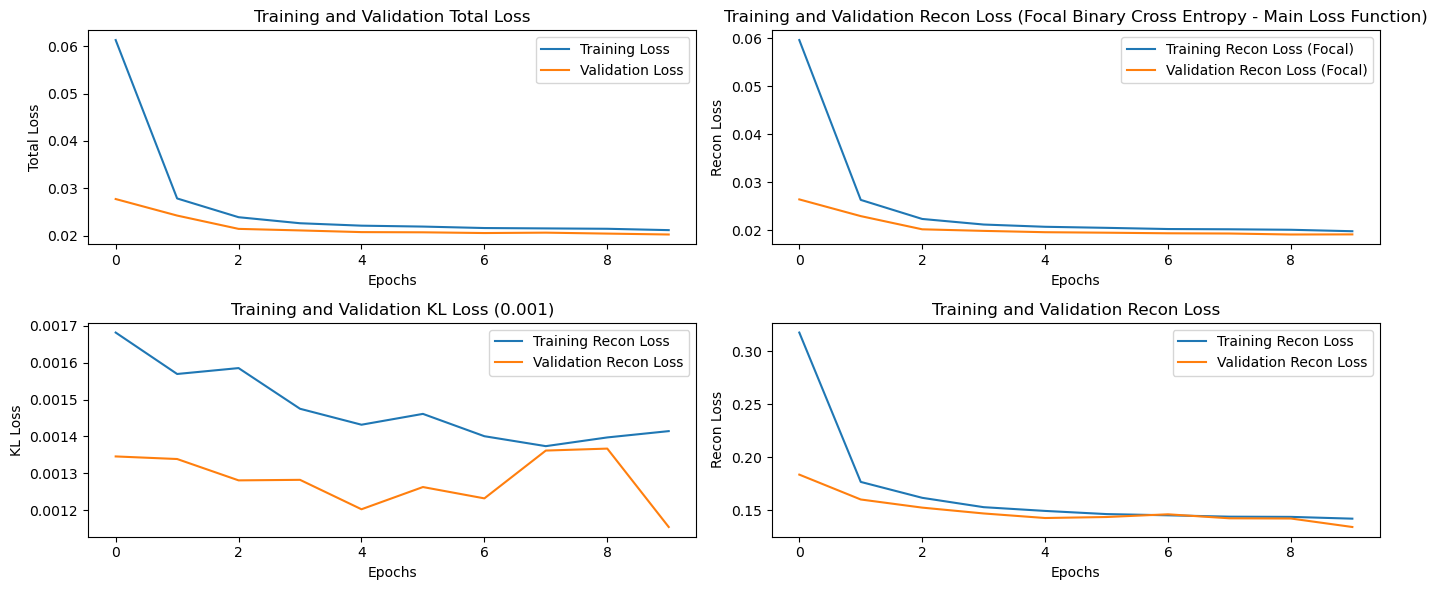 Training and Validation Total Loss
Total Loss
0.06
0.05
0.04
0.03
0.02
Training Loss
Validation Loss
0
2
4
6
8
Epochs
Training and Validation Recon Loss (Focal Binary Cross Entropy - Main Loss Function)
Recon Loss
0.06
0.05
0.04
0.03
0.02
Training Recon Loss (Focal)
Validation Recon Loss (Focal)
0
2
4
6
8
Epochs
Training and Validation KL Loss (0.001)
KL Loss
0.0017
0.0016
0.0015
0.0014
0.0013
0.0012
Training Recon Loss
Validation Recon Loss
0
2
4
6
8
Epochs
Training and Validation Recon Loss
Recon Loss
0.30
0.25
0.20
0.15
Training Recon Loss
Validation Recon Loss
0
2
4
6
8
Epochs